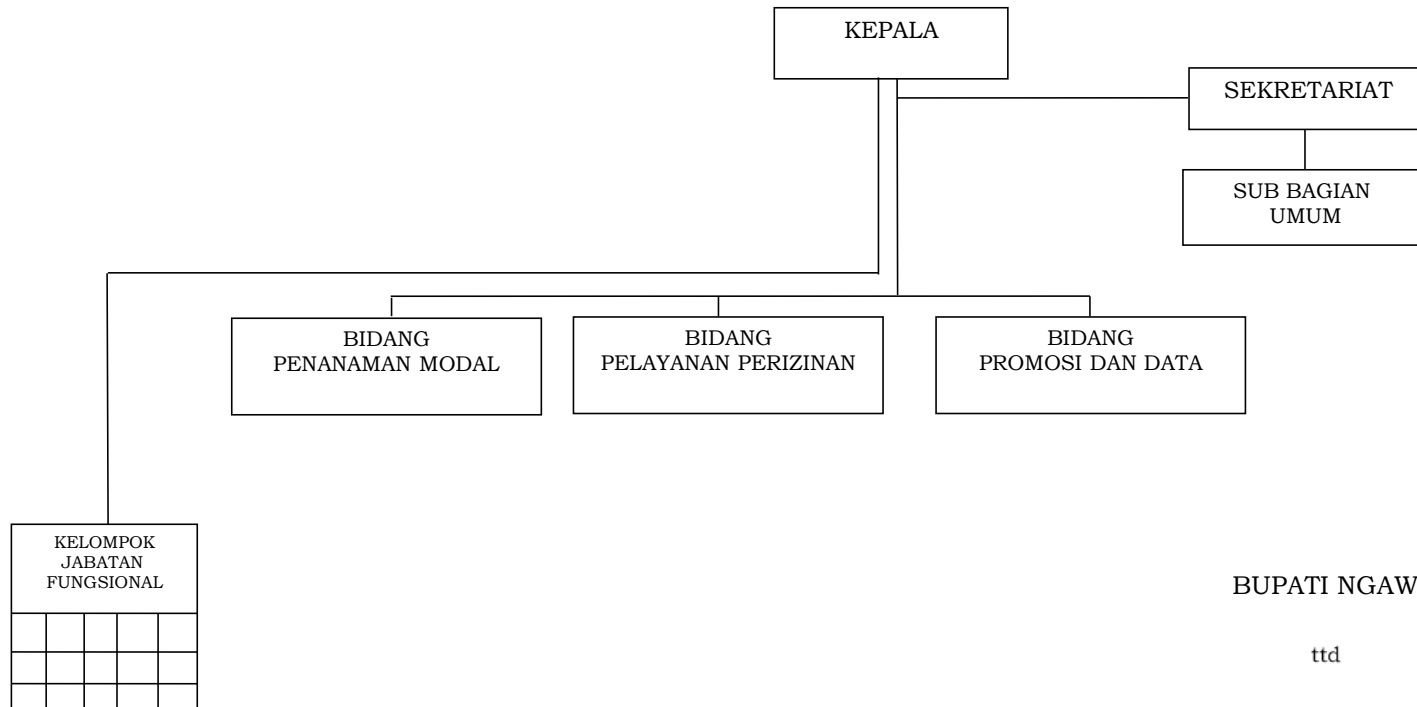 KEPALA
SEKRETARIAT
SUB BAGIAN
UMUM
BIDANG
PENANAMAN MODAL
BIDANG
PELAYANAN PERIZINAN
BIDANG
PROMOSI DAN DATA
KELOMPOK
JABATAN
FUNGSIONAL
BUPATI NGAW
ttd